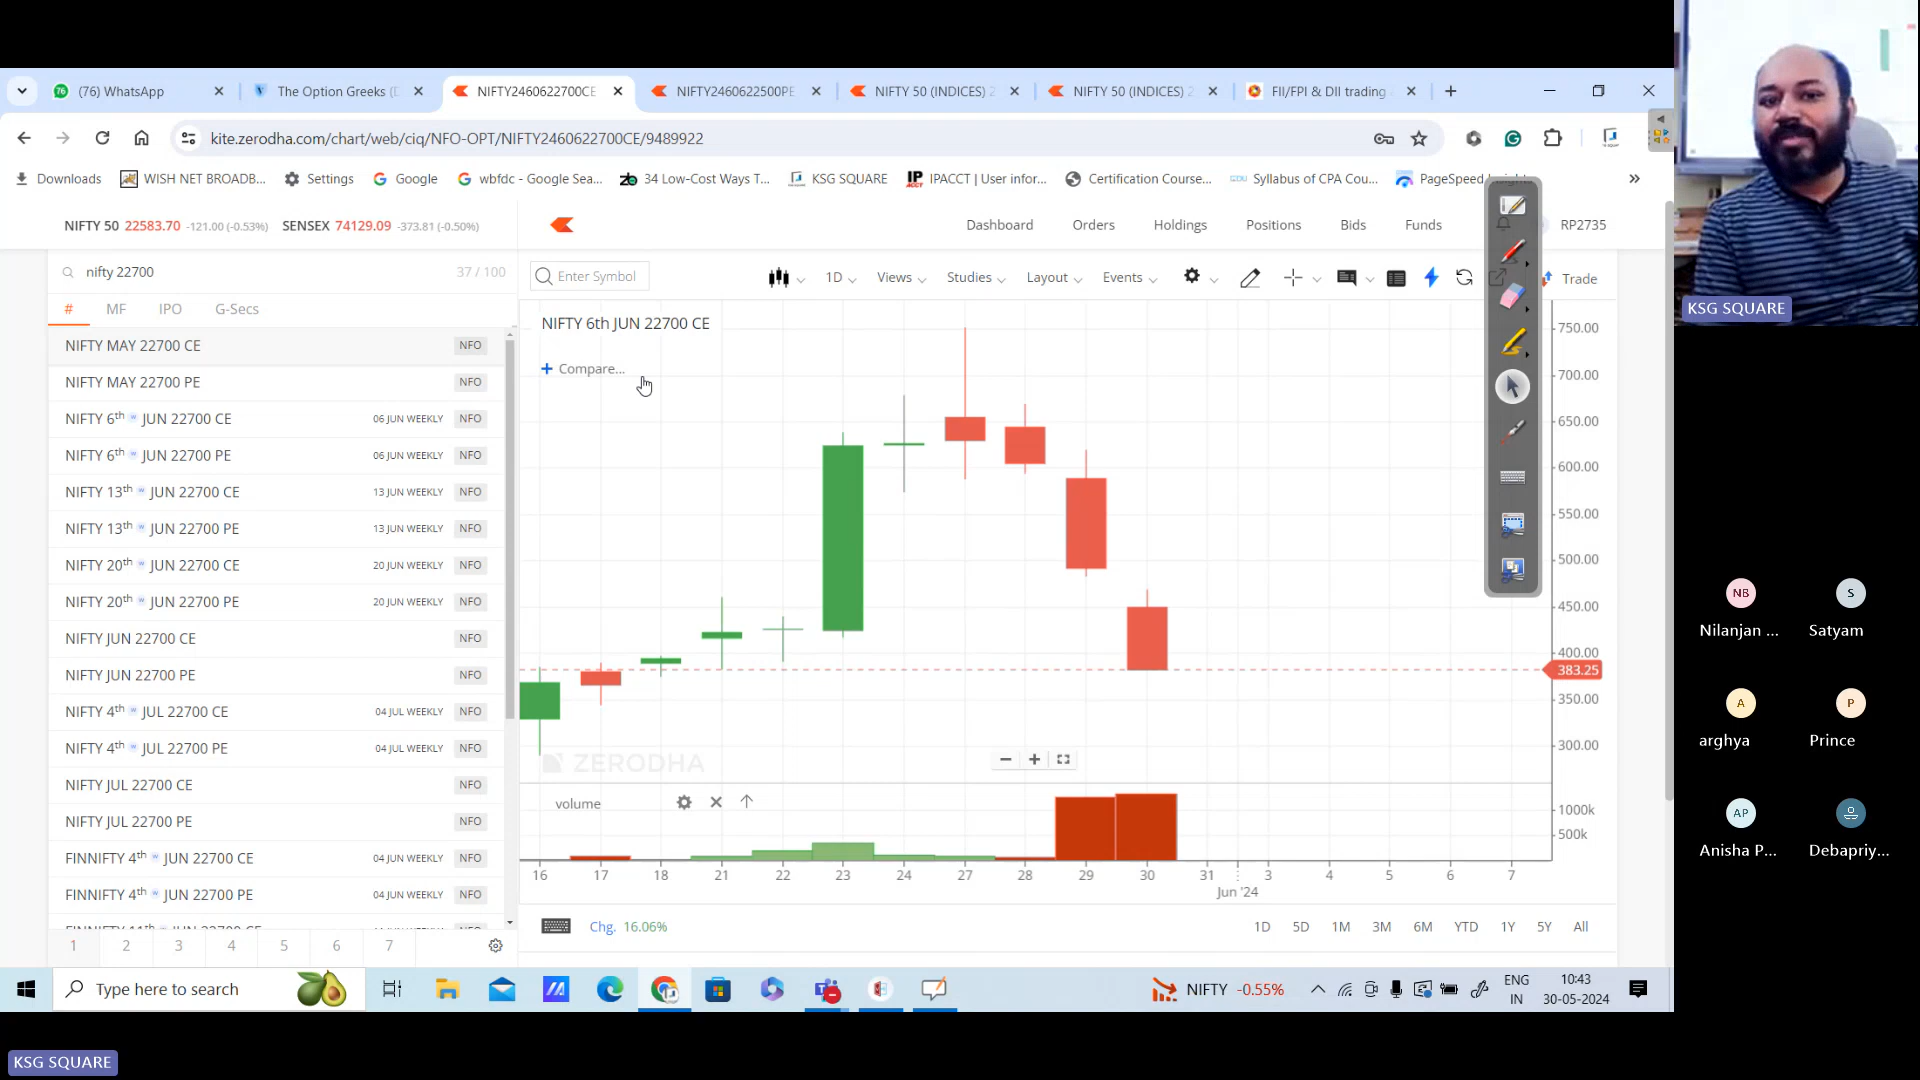 (76) WhatsApp
The Option Greeks (D
NIFTY2460622700CE
NIFTY2460622500PE
NIFTY 50 (INDICES) 2
NIFTY 50 (INDICES) 2
FII/FPI & DII trading
kite.zerodha.com/chart/web/ciq/NFO-OPT/NIFTY2460622700CE/9489922
Downloads
WISH NET BROADB...
Settings
Google
wbfdc - Google Sea...
34 Low-Cost Ways T...
KSG SQUARE
IPACCT | User infor...
Certification Course...
Syllabus of CPA Cou...
PageSpeed Insights
NIFTY 50 22583.70 -121.00 (-0.53%) SENSEX 74129.09 -373.81 (-0.50%)
Dashboard Orders Holdings Positions Bids Funds RP2735
nifty 22700 37 / 100
# MF IPO G-Secs
NIFTY MAY 22700 CE NFO
NIFTY MAY 22700 PE NFO
NIFTY 6th w JUN 22700 CE 06 JUN WEEKLY NFO
NIFTY 6th w JUN 22700 PE 06 JUN WEEKLY NFO
NIFTY 13th w JUN 22700 CE 13 JUN WEEKLY NFO
NIFTY 13th w JUN 22700 PE 13 JUN WEEKLY NFO
NIFTY 20th w JUN 22700 CE 20 JUN WEEKLY NFO
NIFTY 20th w JUN 22700 PE 20 JUN WEEKLY NFO
NIFTY JUN 22700 CE NFO
NIFTY JUN 22700 PE NFO
NIFTY 4th w JUL 22700 CE 04 JUL WEEKLY NFO
NIFTY 4th w JUL 22700 PE 04 JUL WEEKLY NFO
NIFTY JUL 22700 CE NFO
NIFTY JUL 22700 PE NFO
FINNIFTY 4th w JUN 22700 CE 04 JUN WEEKLY NFO
FINNIFTY 4th w JUN 22700 PE 04 JUN WEEKLY NFO
1 2 3 4 5 6 7
Enter Symbol 1D Views Studies Layout Events Trade
NIFTY 6th JUN 22700 CE
Compare...
750.00
700.00
650.00
600.00
550.00
500.00
450.00
400.00
383.25
350.00
300.00
ZERODHA
volume
1000k
500k
16 17 18 21 22 23 24 27 28 29 30 31 3 4 5 6 7
Jun '24
Chg. 16.06%
1D 5D 1M 3M 6M YTD 1Y 5Y All
Type here to search
NIFTY -0.55%
ENG
IN
10:43
30-05-2024
KSG SQUARE
NB
Nilanjan ...
S
Satyam
A
arghya
P
Prince
AP
Anisha P...
Debapriy...
KSG SQUARE